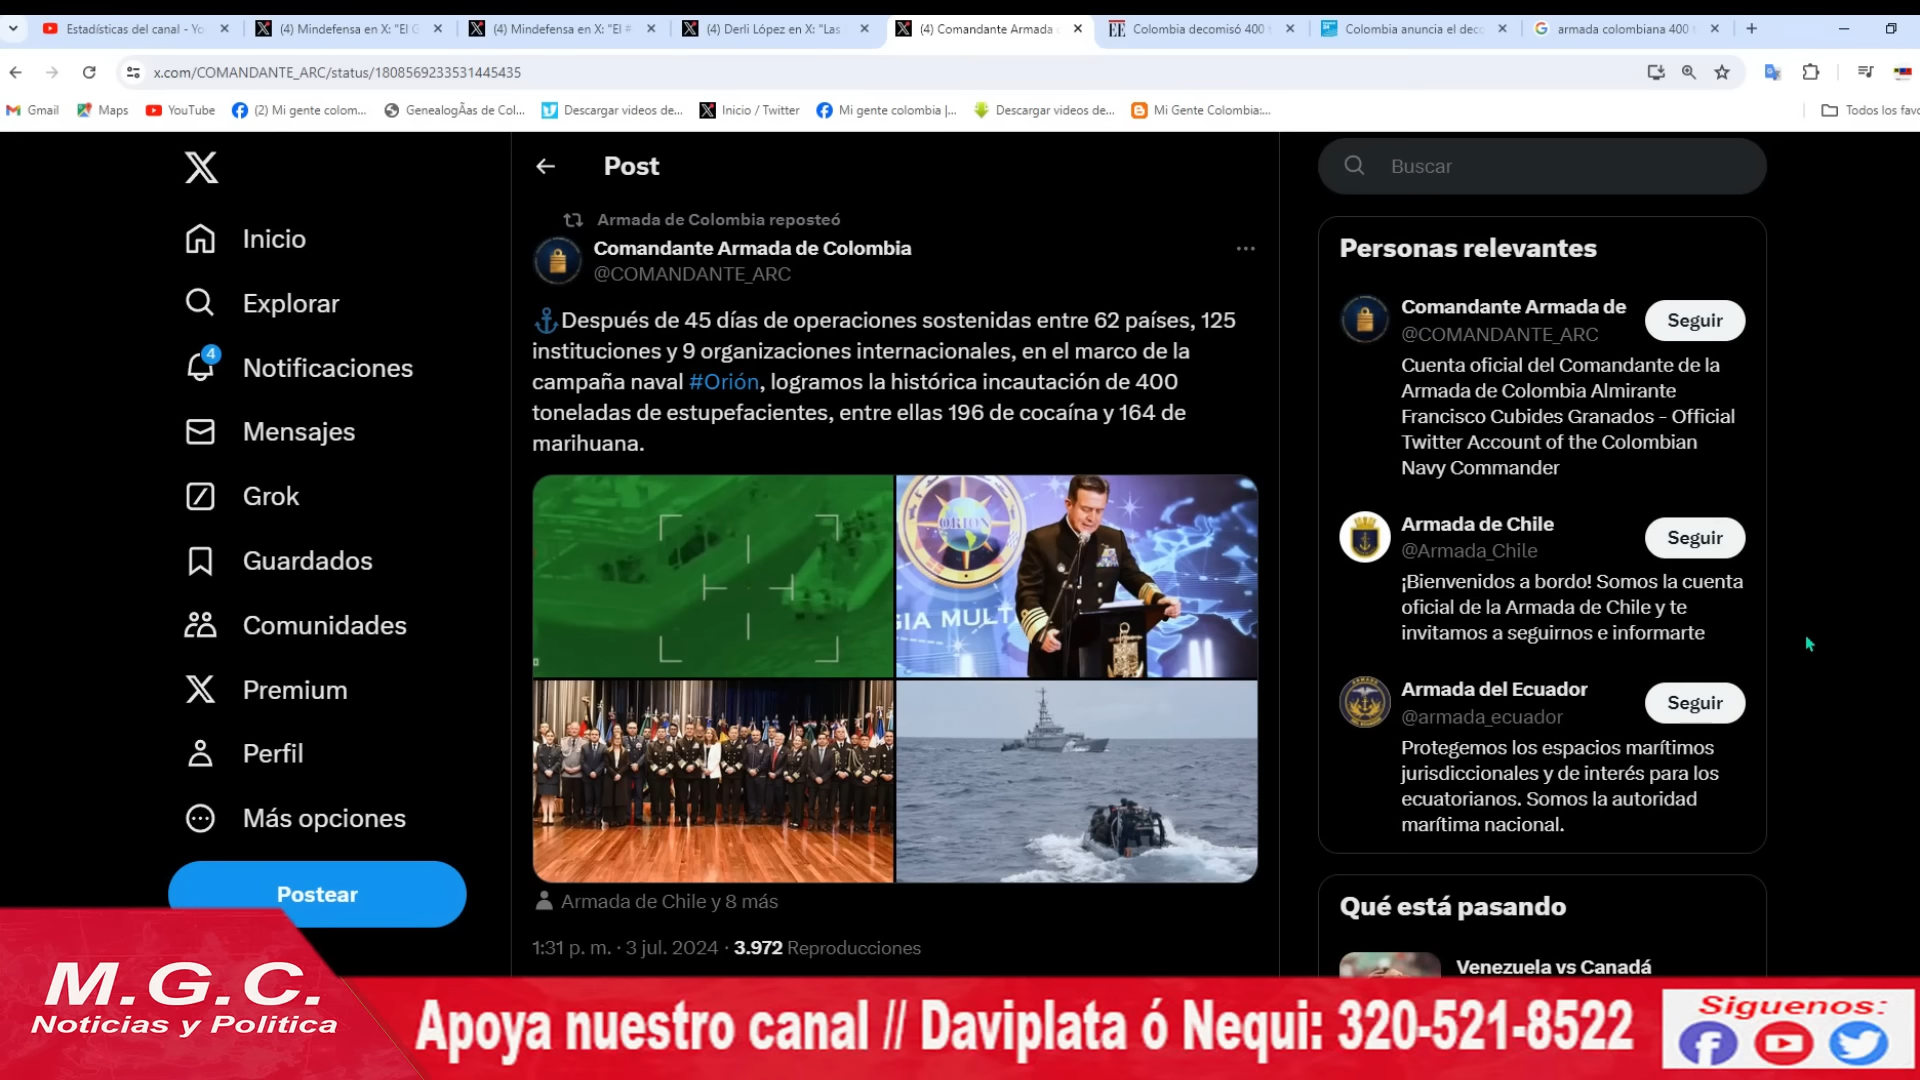 Estadísticas del canal - Yo
(4) Mindefensa en X: "El G
(4) Mindefensa en X: "El #
(4) Derli López en X: "Las
(4) Comandante Armada
Colombia decomisó 400
Colombia anuncia el deco
armada colombiana 400
x.com/COMANDANTE_ARC/status/1808569233531445435
Gmail
Maps
YouTube
(2) Mi gente colom...
GenealogÃas de Col...
Descargar videos de...
Inicio / Twitter
Mi gente colombia |...
Descargar videos de...
Mi Gente Colombia:...
Todos los favo
Inicio
Explorar
4
Notificaciones
Mensajes
Grok
Guardados
Comunidades
Premium
Perfil
Más opciones
Postear
Post
Armada de Colombia reposteó
Comandante Armada de Colombia
@COMANDANTE_ARC
Después de 45 días de operaciones sostenidas entre 62 países, 125
instituciones y 9 organizaciones internacionales, en el marco de la
campaña naval #Orión, logramos la histórica incautación de 400
toneladas de estupefacientes, entre ellas 196 de cocaína y 164 de
marihuana.
ORIÓN
GIA MULT
Armada de Chile y 8 más
1:31 p. m. · 3 jul. 2024 · 3.972 Reproducciones
Buscar
Personas relevantes
Comandante Armada de
@COMANDANTE_ARC
Seguir
Cuenta oficial del Comandante de la
Armada de Colombia Almirante
Francisco Cubides Granados - Official
Twitter Account of the Colombian
Navy Commander
Armada de Chile
@Armada_Chile
Seguir
¡Bienvenidos a bordo! Somos la cuenta
oficial de la Armada de Chile y te
invitamos a seguirnos e informarte
Armada del Ecuador
@armada_ecuador
Seguir
Protegemos los espacios marítimos
jurisdiccionales y de interés para los
ecuatorianos. Somos la autoridad
marítima nacional.
Qué está pasando
Venezuela vs Canadá
M.G.C.
Noticias y Politica
Apoya nuestro canal // Daviplata ó Nequi: 320-521-8522
Siguenos: